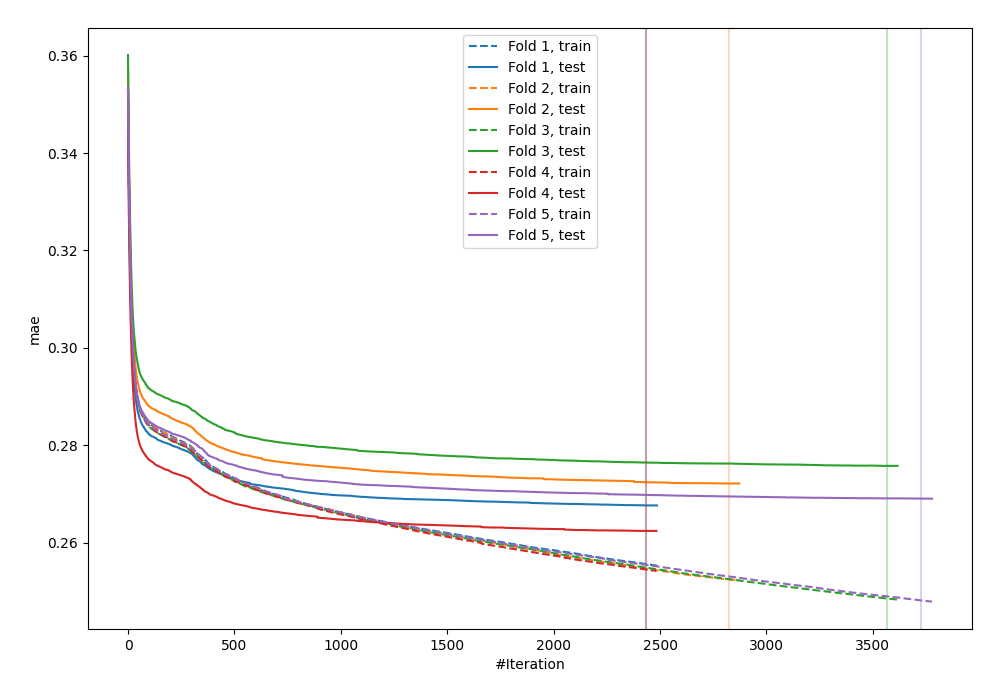 0.36
0.34
0.32
0.30
0.28
0.26
mae
Fold 1, train
Fold 1, test
Fold 2, train
Fold 2, test
Fold 3, train
Fold 3, test
Fold 4, train
Fold 4, test
Fold 5, train
Fold 5, test
0 500 1000 1500 2000 2500 3000 3500
#Iteration